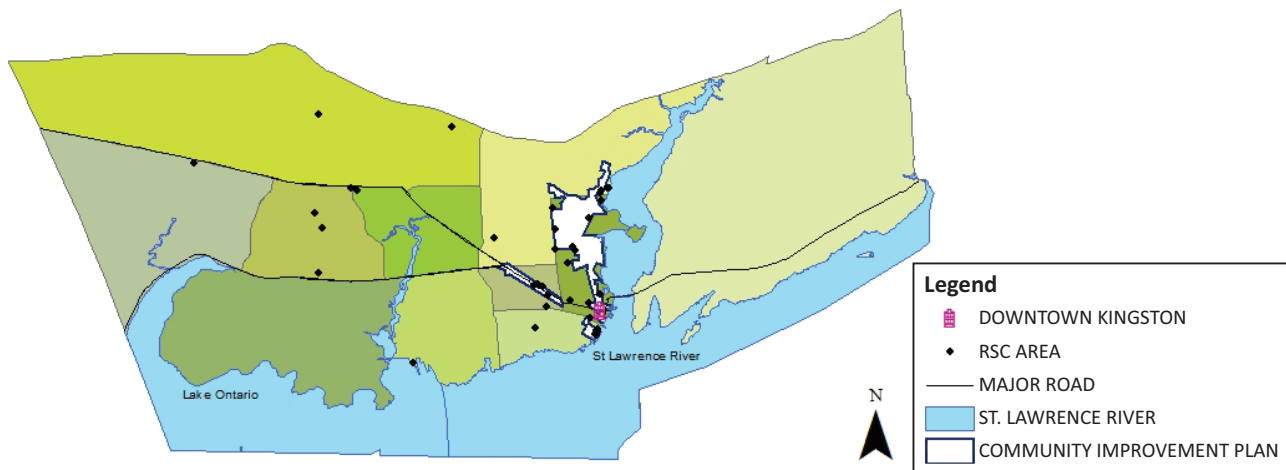 St Lawrence River
Lake Ontario
N
Legend
DOWNTOWN KINGSTON
RSC AREA
MAJOR ROAD
ST. LAWRENCE RIVER
COMMUNITY IMPROVEMENT PLAN